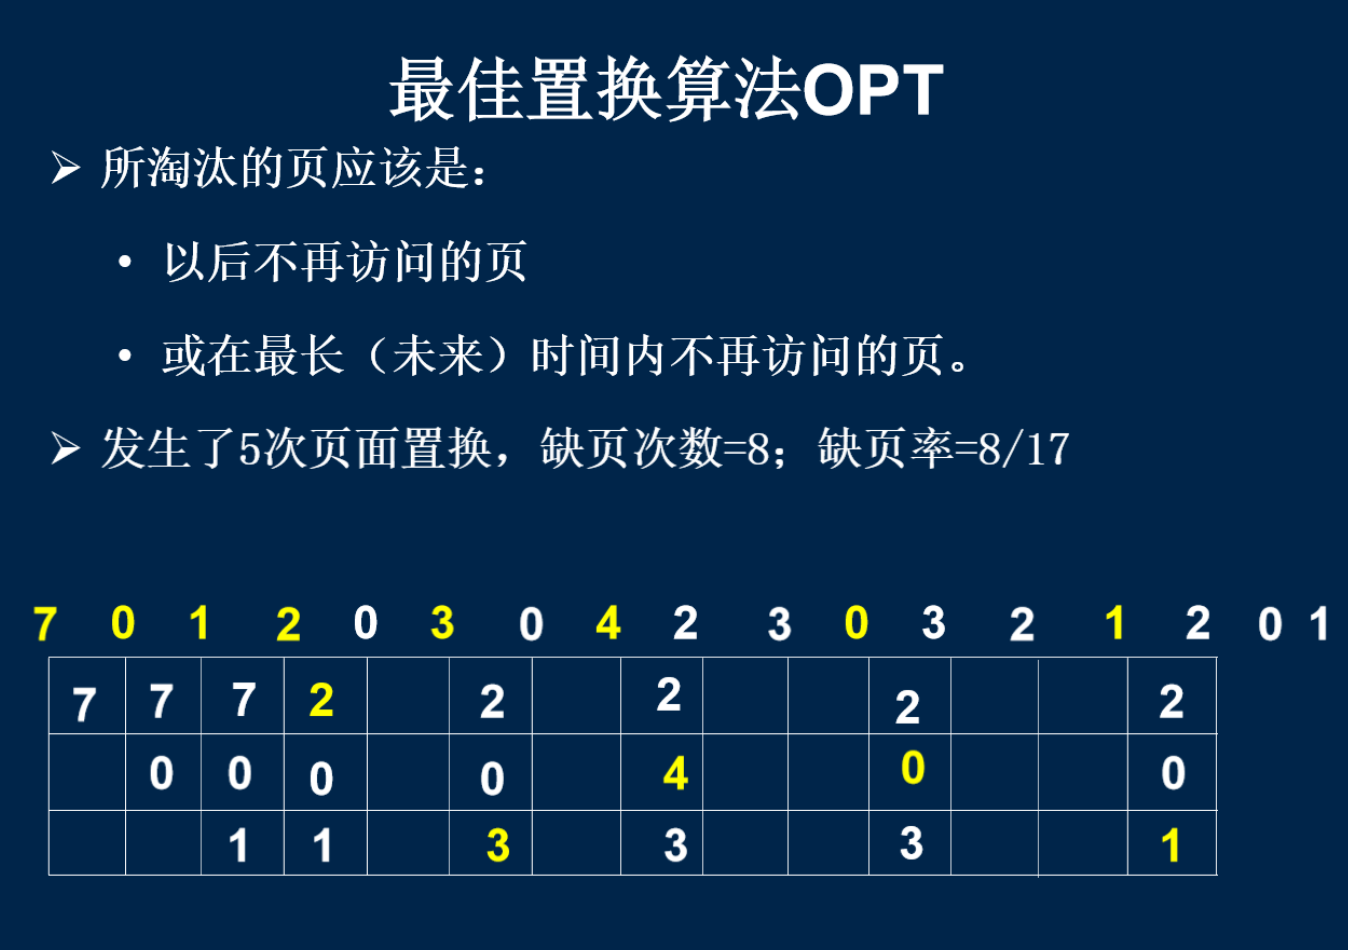 最佳置换算法OPT
➢ 所淘汰的页应该是：
• 以后不再访问的页
• 或在最长（未来）时间内不再访问的页。
➢ 发生了5次页面置换，缺页次数=8；缺页率=8/17
7 0 1 2 0 3 0 4 2 3 0 3 2 1 2 0 1
7 7 7 2 2 2 2 2
0 0 0 0 4 0 0
1 1 3 3 3 1